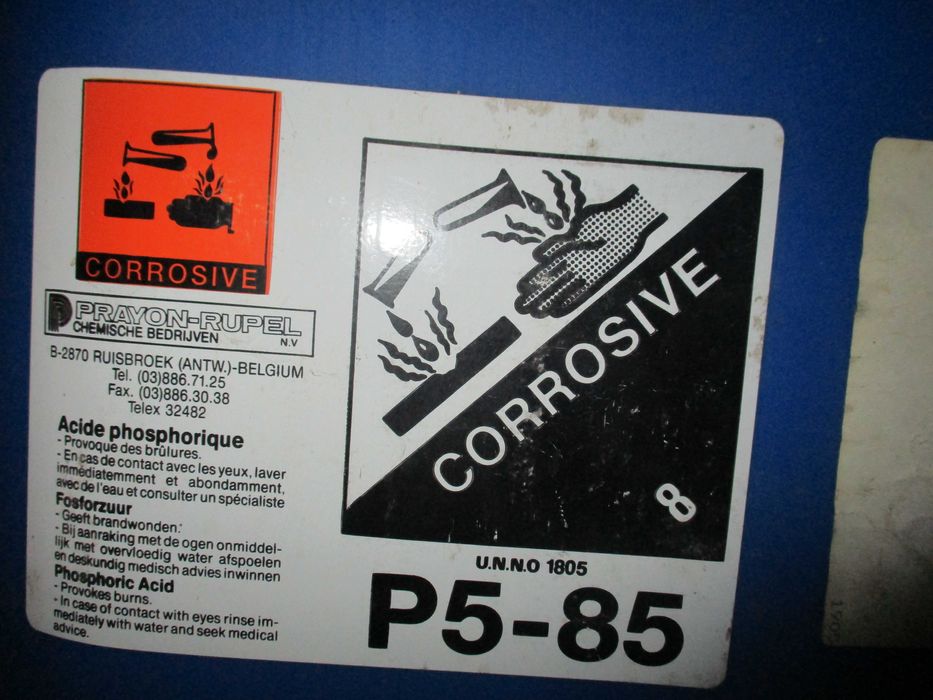 CORROSIVE
PRAYON-RUPEL
CHEMISCHE BEDRIJVEN N.V
B-2870 RUISBROEK (ANTW.)-BELGIUM
Tel. (03)886.71.25
Fax. (03)886.30.38
Telex 32482
Acide phosphorique
- Provoque des brûlures.
- En cas de contact avec les yeux, laver
immédiatemment et abondamment,
avec de l'eau et consulter un spécialiste
Fosforzuur
- Geeft brandwonden.
- Bij aanraking met de ogen onmiddel-
lijk met overvloedig water afspoelen
en deskundig medisch advies inwinnen
Phosphoric Acid
- Provokes burns.
- In case of contact with eyes rinse im-
mediately with water and seek medical
advice.
CORROSIVE
8
U.N.N.O 1805
P5-85